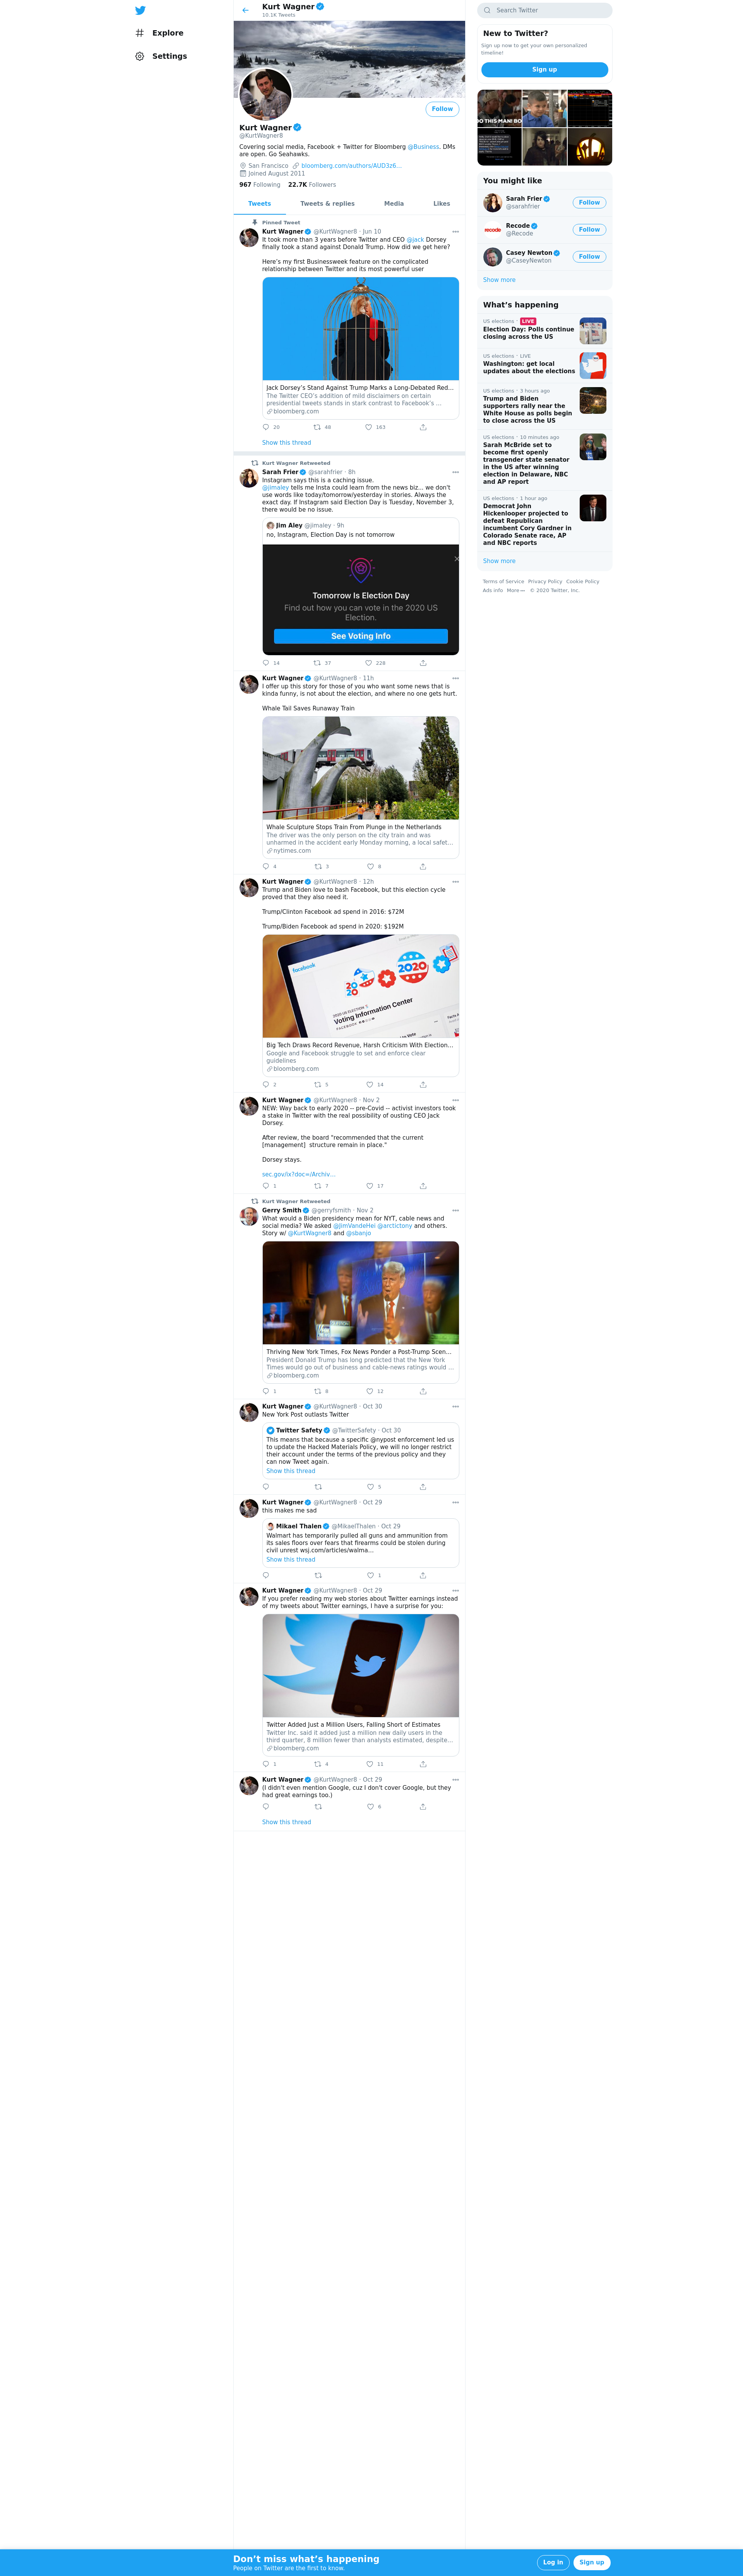 Explore
Settings
Kurt Wagner
10.1K Tweets
Follow
Kurt Wagner
@KurtWagner8
Covering social media, Facebook + Twitter for Bloomberg @Business. DMs
are open. Go Seahawks.
San Francisco bloomberg.com/authors/AUD3z6...
Joined August 2011
967 Following 22.7K Followers
Tweets Tweets & replies Media Likes
Pinned Tweet
Kurt Wagner @KurtWagner8 · Jun 10
It took more than 3 years before Twitter and CEO @jack Dorsey
finally took a stand against Donald Trump. How did we get here?
Here's my first Businessweek feature on the complicated
relationship between Twitter and its most powerful user
Jack Dorsey's Stand Against Trump Marks a Long-Debated Red...
The Twitter CEO's addition of mild disclaimers on certain
presidential tweets stands in stark contrast to Facebook's ...
bloomberg.com
20 48 163
Show this thread
Kurt Wagner Retweeted
Sarah Frier @sarahfrier · 8h
Instagram says this is a caching issue.
@jimaley tells me Insta could learn from the news biz... we don't
use words like today/tomorrow/yesterday in stories. Always the
exact day. If Instagram said Election Day is Tuesday, November 3,
there would be no issue.
Jim Aley @jimaley · 9h
no, Instagram, Election Day is not tomorrow
Tomorrow Is Election Day
Find out how you can vote in the 2020 US
Election.
See Voting Info
14 37 228
Kurt Wagner @KurtWagner8 · 11h
I offer up this story for those of you who want some news that is
kinda funny, is not about the election, and where no one gets hurt.
Whale Tail Saves Runaway Train
Whale Sculpture Stops Train From Plunge in the Netherlands
The driver was the only person on the city train and was
unharmed in the accident early Monday morning, a local safet...
nytimes.com
4 3 8
Kurt Wagner @KurtWagner8 · 12h
Trump and Biden love to bash Facebook, but this election cycle
proved that they also need it.
Trump/Clinton Facebook ad spend in 2016: $72M
Trump/Biden Facebook ad spend in 2020: $192M
facebook
2020
2020
Voting Information Center
Big Tech Draws Record Revenue, Harsh Criticism With Election...
Google and Facebook struggle to set and enforce clear
guidelines
bloomberg.com
2 5 14
Kurt Wagner @KurtWagner8 · Nov 2
NEW: Way back to early 2020 -- pre-Covid -- activist investors took
a stake in Twitter with the real possibility of ousting CEO Jack
Dorsey.
After review, the board "recommended that the current
[management] structure remain in place."
Dorsey stays.
sec.gov/ix?doc=/Archiv...
1 7 17
Kurt Wagner Retweeted
Gerry Smith @gerryfsmith · Nov 2
What would a Biden presidency mean for NYT, cable news and
social media? We asked @JimVandeHei @arctictony and others.
Story w/ @KurtWagner8 and @sbanjo
Thriving New York Times, Fox News Ponder a Post-Trump Scen...
President Donald Trump has long predicted that the New York
Times would go out of business and cable-news ratings would ...
bloomberg.com
1 8 12
Kurt Wagner @KurtWagner8 · Oct 30
New York Post outlasts Twitter
Twitter Safety @TwitterSafety · Oct 30
This means that because a specific @nypost enforcement led us
to update the Hacked Materials Policy, we will no longer restrict
their account under the terms of the previous policy and they
can now Tweet again.
Show this thread
5
Kurt Wagner @KurtWagner8 · Oct 29
this makes me sad
Mikael Thalen @MikaelThalen · Oct 29
Walmart has temporarily pulled all guns and ammunition from
its sales floors over fears that firearms could be stolen during
civil unrest wsj.com/articles/walma...
Show this thread
1
Kurt Wagner @KurtWagner8 · Oct 29
If you prefer reading my web stories about Twitter earnings instead
of my tweets about Twitter earnings, I have a surprise for you:
Twitter Added Just a Million Users, Falling Short of Estimates
Twitter Inc. said it added just a million new daily users in the
third quarter, 8 million fewer than analysts estimated, despite...
bloomberg.com
1 4 11
Kurt Wagner @KurtWagner8 · Oct 29
(I didn't even mention Google, cuz I don't cover Google, but they
had great earnings too.)
6
Show this thread
Search Twitter
New to Twitter?
Sign up now to get your own personalized
timeline!
Sign up
DO THIS MAN! BO
You might like
Sarah Frier
@sarahfrier
Follow
recode
Recode
@Recode
Follow
Casey Newton
@CaseyNewton
Follow
Show more
What's happening
US elections · LIVE
Election Day: Polls continue
closing across the US
US elections · LIVE
Washington: get local
updates about the elections
US elections · 3 hours ago
Trump and Biden
supporters rally near the
White House as polls begin
to close across the US
US elections · 10 minutes ago
Sarah McBride set to
become first openly
transgender state senator
in the US after winning
election in Delaware, NBC
and AP report
US elections · 1 hour ago
Democrat John
Hickenlooper projected to
defeat Republican
incumbent Cory Gardner in
Colorado Senate race, AP
and NBC reports
Show more
Terms of Service Privacy Policy Cookie Policy
Ads info More © 2020 Twitter, Inc.
Don't miss what's happening
People on Twitter are the first to know.
Log in
Sign up